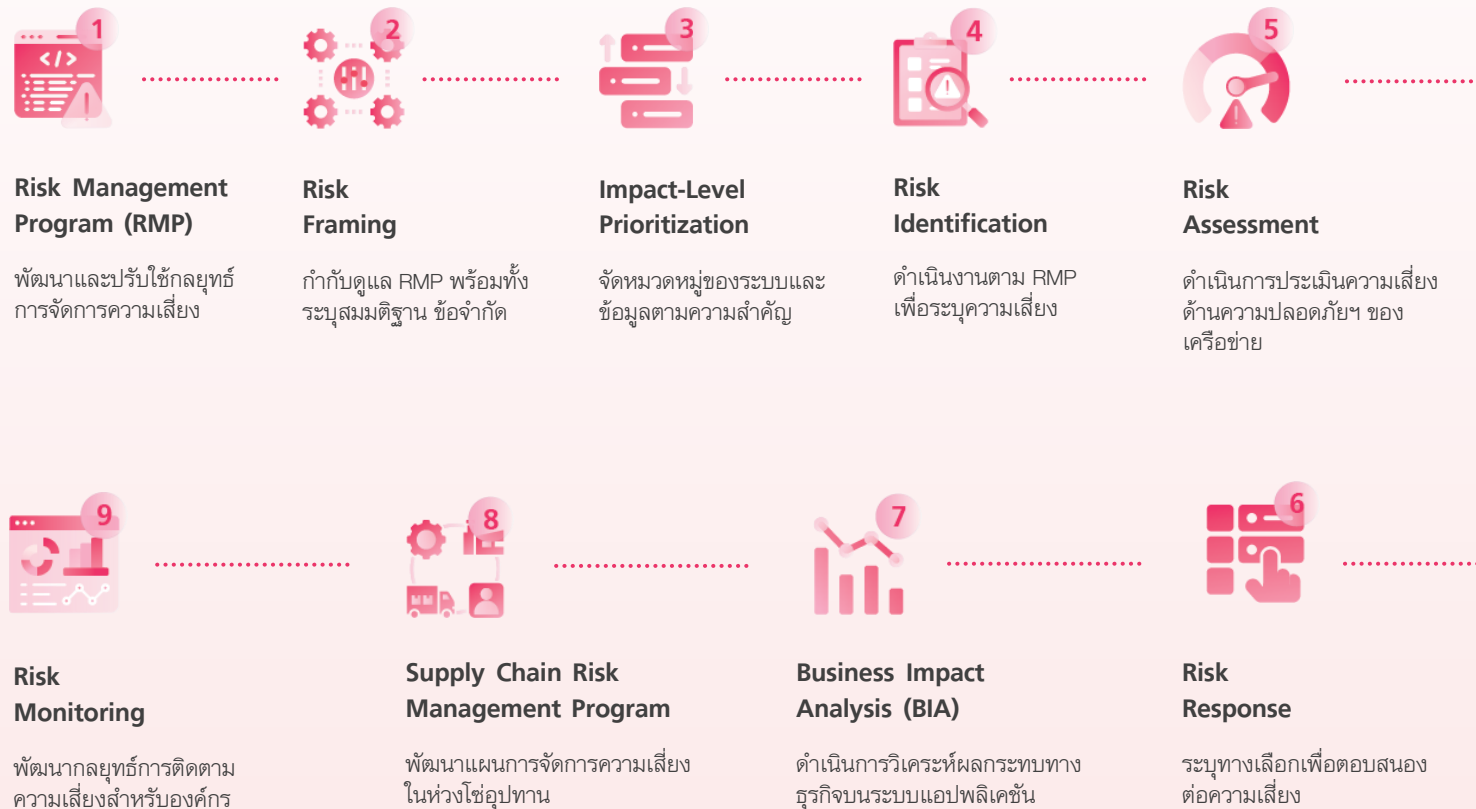 1
Risk Management
Program (RMP)
พัฒนาและปรับใช้กลยุทธ์
การจัดการความเสี่ยง
2
Risk
Framing
กำกับดูแล RMP พร้อมทั้ง
ระบุสมมติฐาน ข้อจำกัด
3
Impact-Level
Prioritization
จัดหมวดหมู่ของระบบและ
ข้อมูลตามความสำคัญ
4
Risk
Identification
ดำเนินงานตาม RMP
เพื่อระบุความเสี่ยง
5
Risk
Assessment
ดำเนินการประเมินความเสี่ยง
ด้านความปลอดภัยฯ ของ
เครือข่าย
9
Risk
Monitoring
พัฒนากลยุทธ์การติดตาม
ความเสี่ยงสำหรับองค์กร
8
Supply Chain Risk
Management Program
พัฒนาแผนการจัดการความเสี่ยง
ในห่วงโซ่อุปทาน
7
Business Impact
Analysis (BIA)
ดำเนินการวิเคระห์ผลกระทบทาง
ธุรกิจบนระบบแอปพลิเคชัน
6
Risk
Response
ระบุทางเลือกเพื่อตอบสนอง
ต่อความเสี่ยง